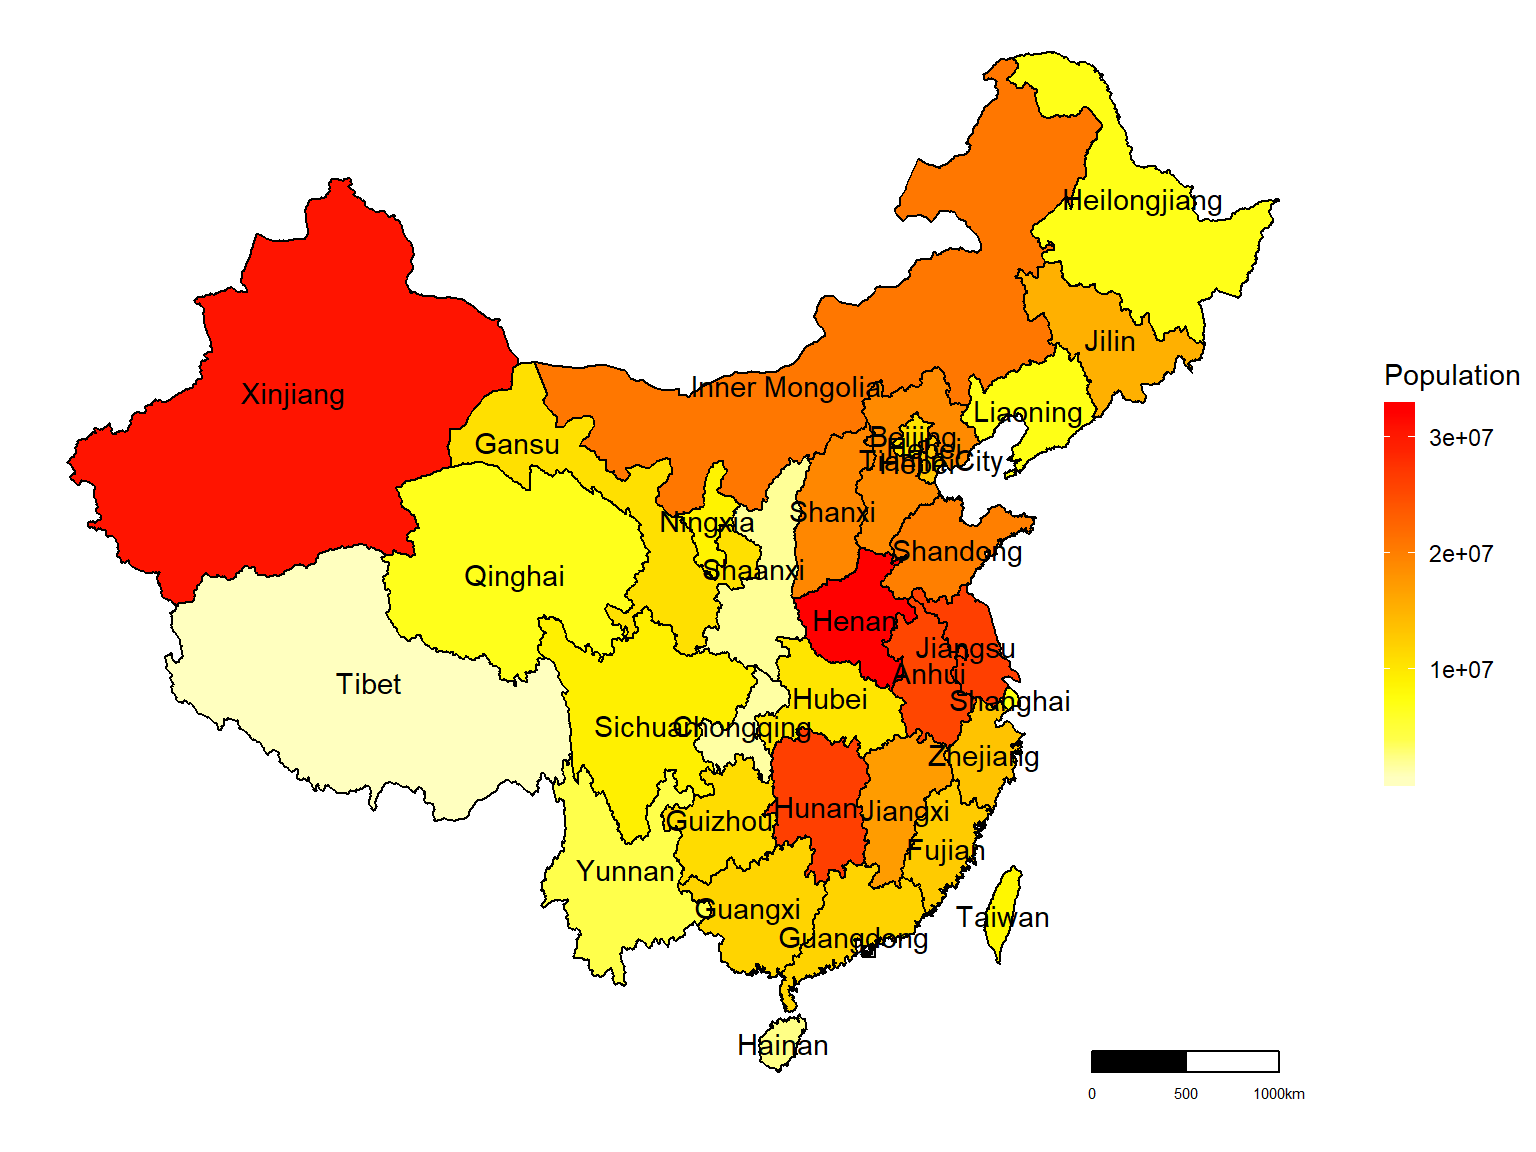 Heilongjiang
Jilin
Population
Inner Mongolia
Xinjiang
Liaoning
Gansu
Beijing
Hebei
3e+07
Tianjin City
Hebei
Ningxia
Shanxi
Shandong
2e+07
Shaanxi
Qinghai
Henan
Jiangsu
Anhui
1e+07
Tibet
Hubei
Shanghai
Sichuan
Chongqing
Zhejiang
Hunan
Jiangxi
Guizhou
Fujian
Yunnan
Guangxi
Taiwan
Guangdong
Hainan
0
500
1000km